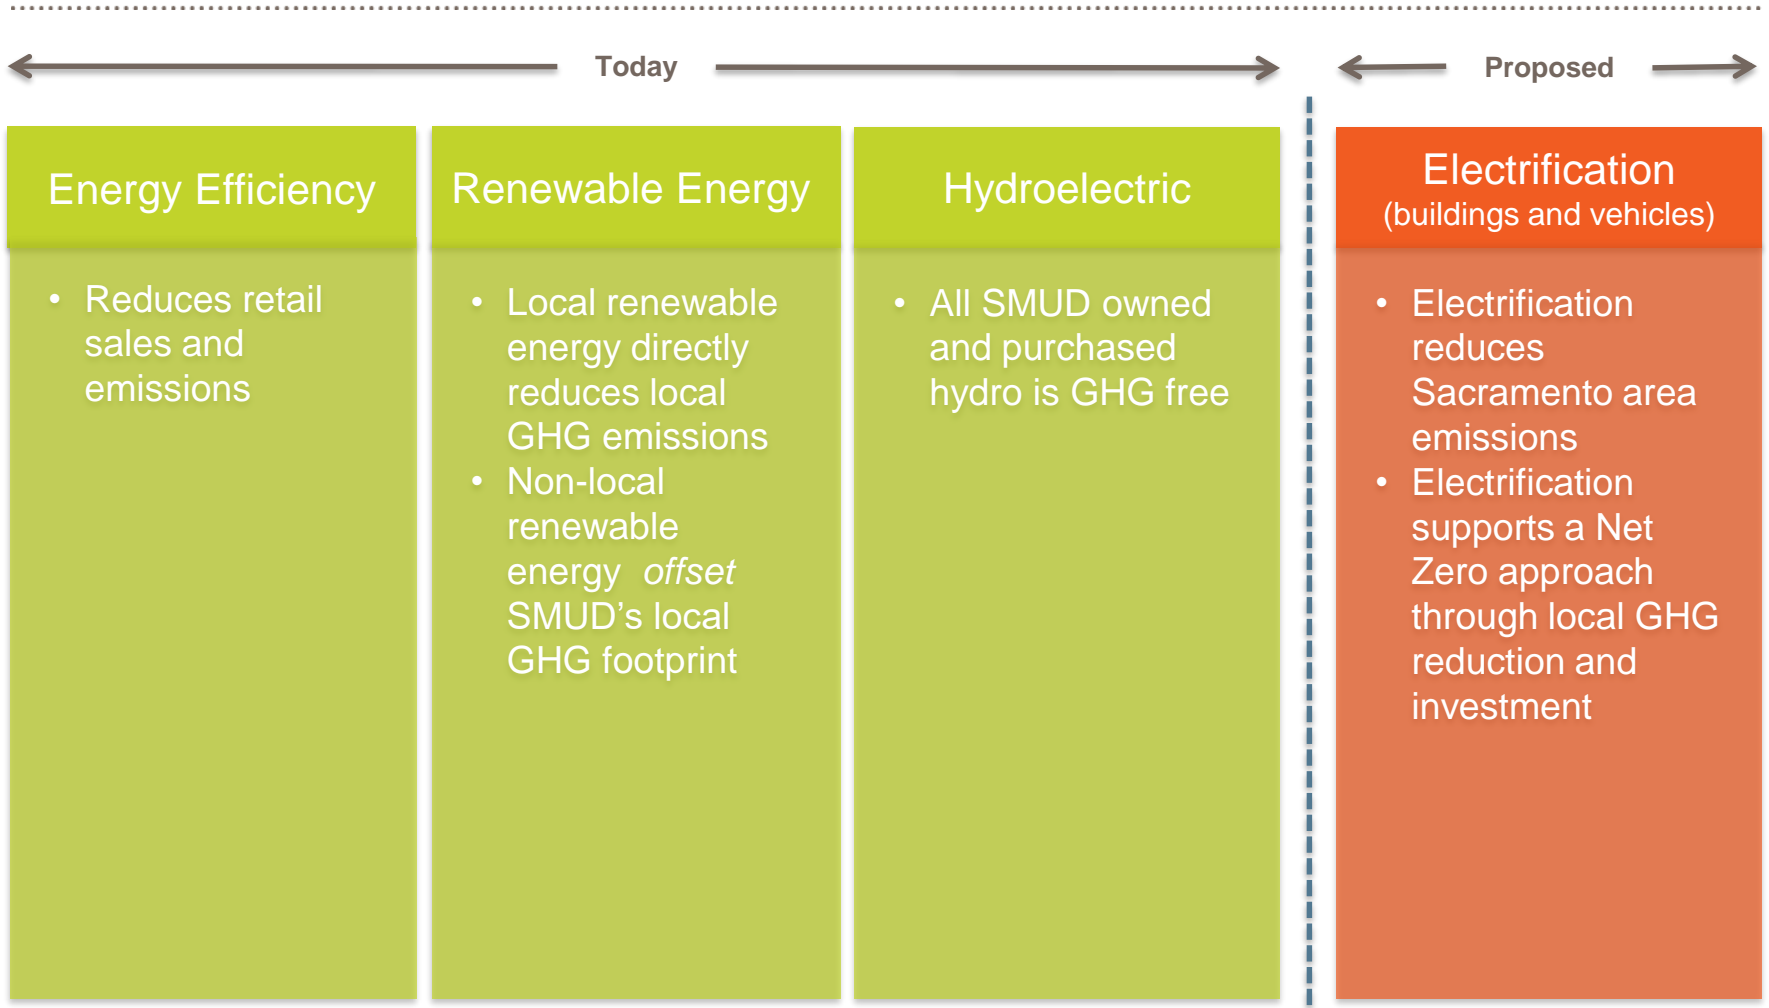 Today
Proposed
Energy Efficiency
• Reduces retail
sales and
emissions
Renewable Energy
• Local renewable
energy directly
reduces local
GHG emissions
• Non-local
renewable
energy offset
SMUD’s local
GHG footprint
Hydroelectric
• All SMUD owned
and purchased
hydro is GHG free
Electrification
(buildings and vehicles)
• Electrification
reduces
Sacramento area
emissions
• Electrification
supports a Net
Zero approach
through local GHG
reduction and
investment